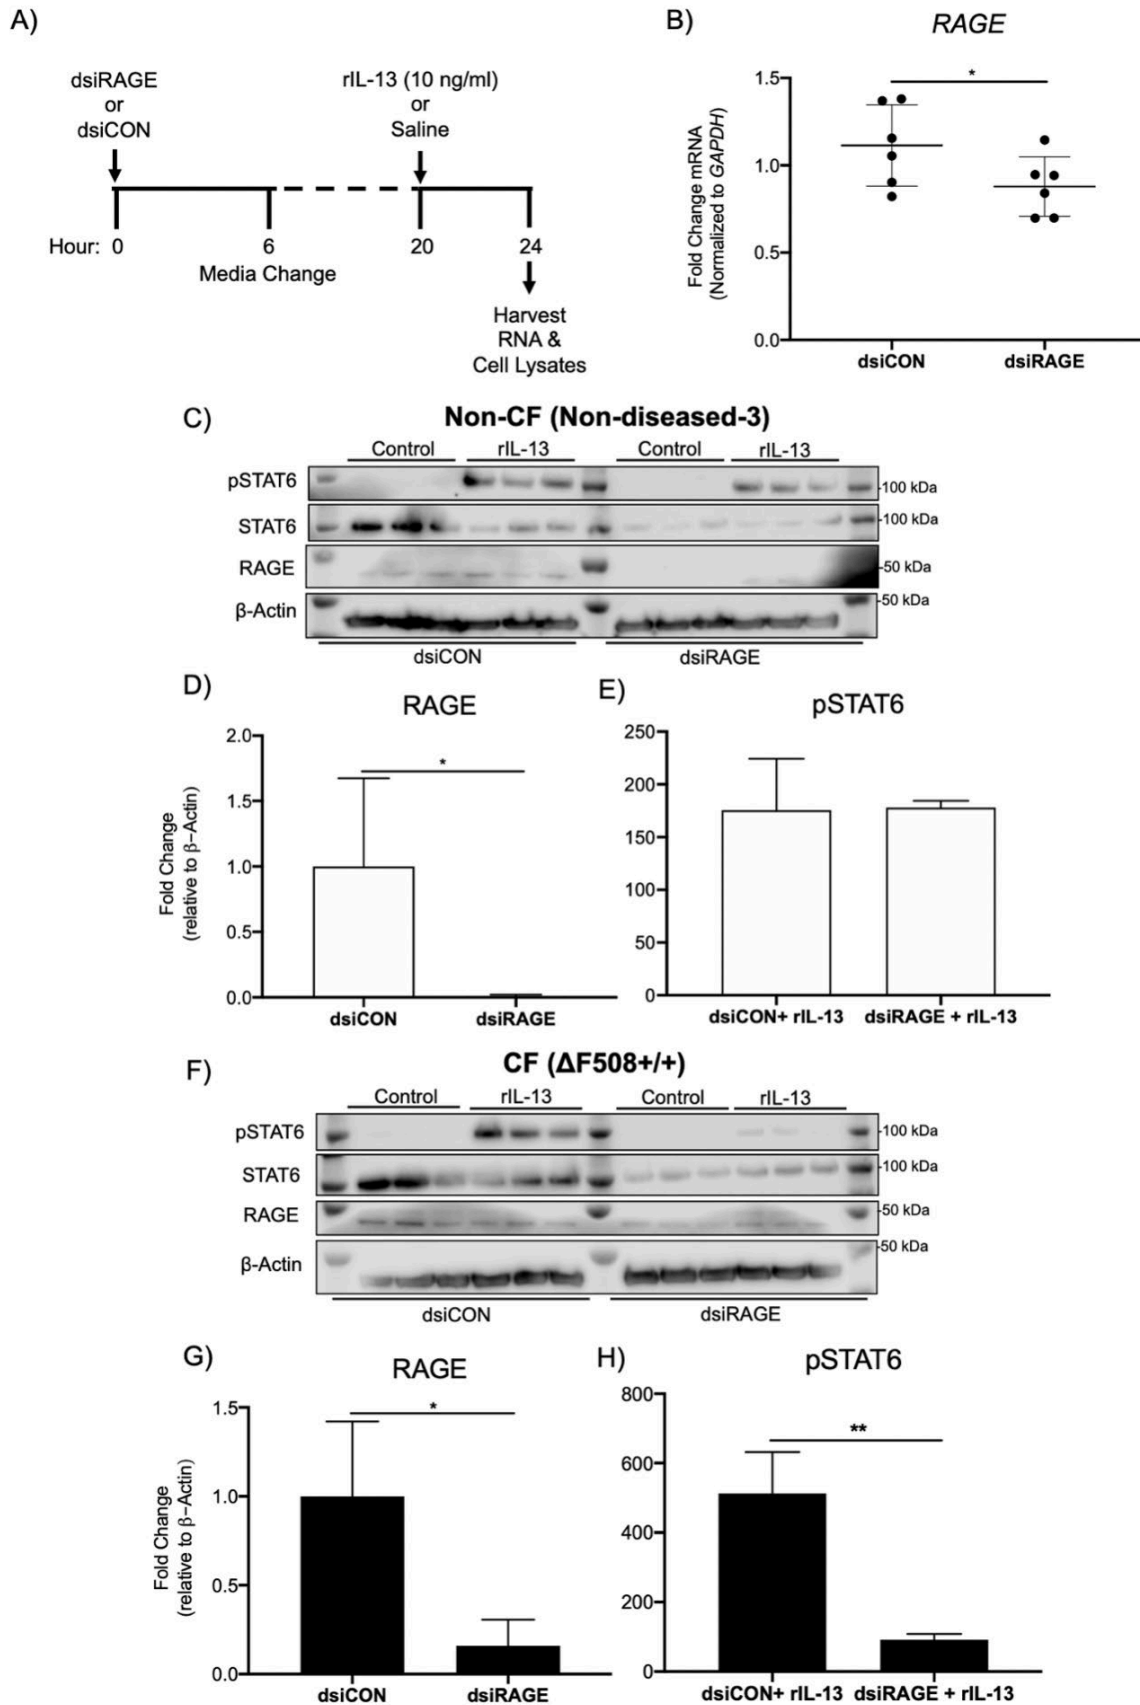 A)
dsiRAGE
or
dsiCON
rIL-13 (10 ng/ml)
or
Saline
Hour: 0 6 20 24
Media Change
Harvest
RNA &
Cell Lysates
B)
RAGE
*
Fold Change mRNA
(Normalized to GAPDH)
1.5
1.0
0.5
0.0
dsiCON dsiRAGE
C)
Non-CF (Non-diseased-3)
Control rIL-13 Control rIL-13
pSTAT6 -100 kDa
STAT6 -100 kDa
RAGE -50 kDa
β-Actin -50 kDa
dsiCON dsiRAGE
D)
RAGE
*
Fold Change
(relative to β−Actin)
2.0
1.5
1.0
0.5
0.0
dsiCON dsiRAGE
E)
pSTAT6
250
200
150
100
50
0
dsiCON+ rIL-13 dsiRAGE + rIL-13
F)
CF (ΔF508+/+)
Control rIL-13 Control rIL-13
pSTAT6 -100 kDa
STAT6 -100 kDa
RAGE -50 kDa
β-Actin -50 kDa
dsiCON dsiRAGE
G)
RAGE
*
Fold Change
(relative to β−Actin)
1.5
1.0
0.5
0.0
dsiCON dsiRAGE
H)
pSTAT6
**
800
600
400
200
0
dsiCON+ rIL-13 dsiRAGE + rIL-13